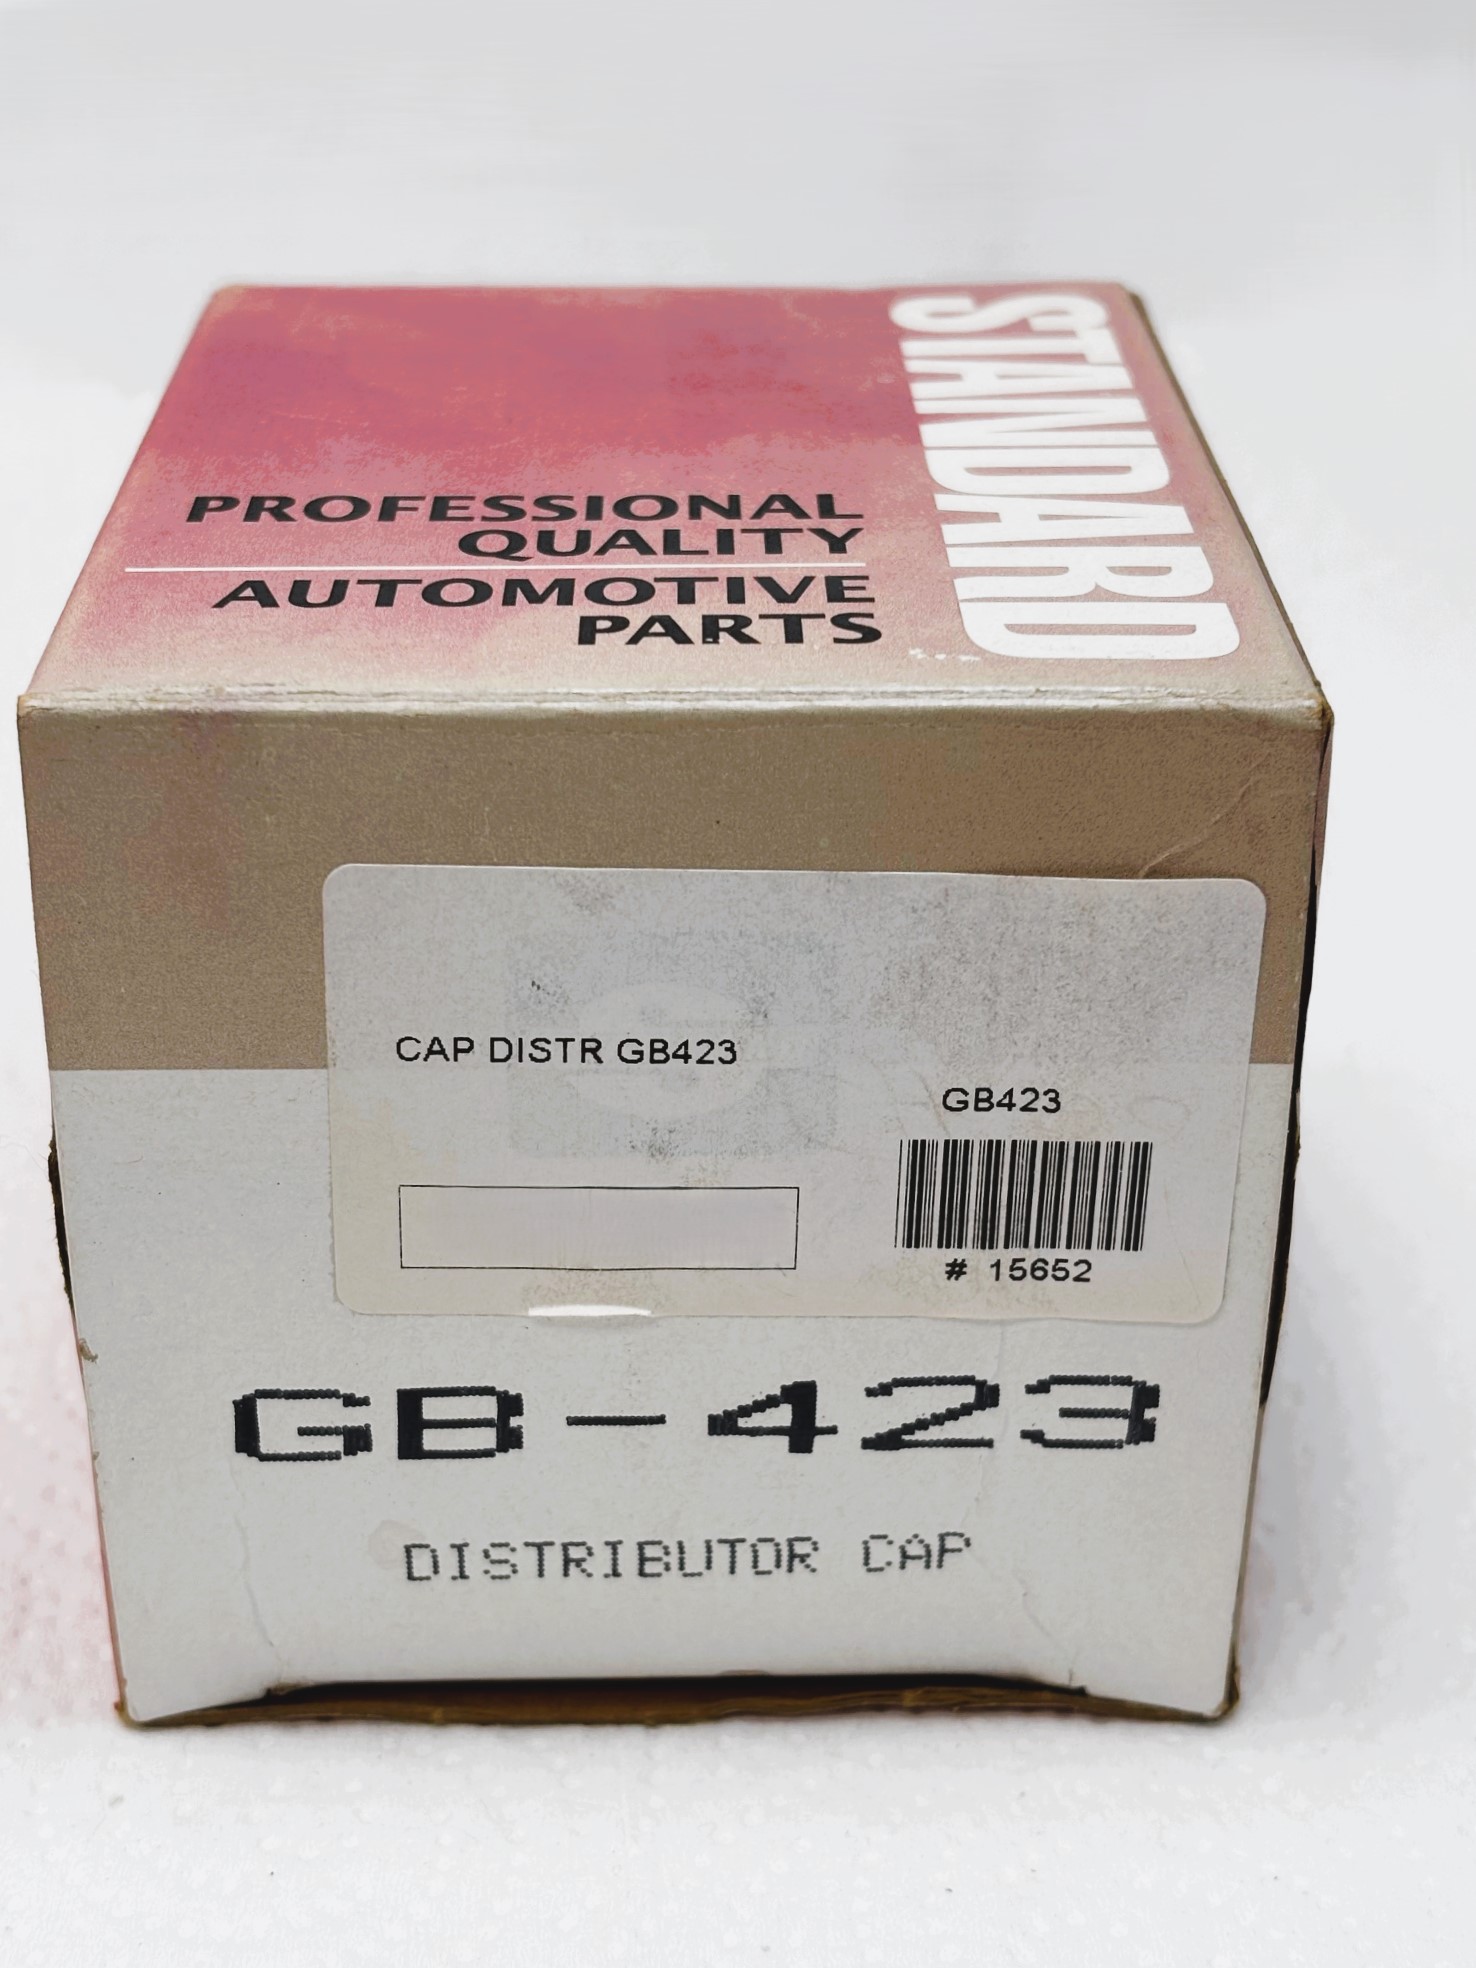 STANDARD
PROFESSIONAL
QUALITY
AUTOMOTIVE
PARTS
CAP DISTR GB423
GB423
# 15652
GB-423
DISTRIBUTOR CAP